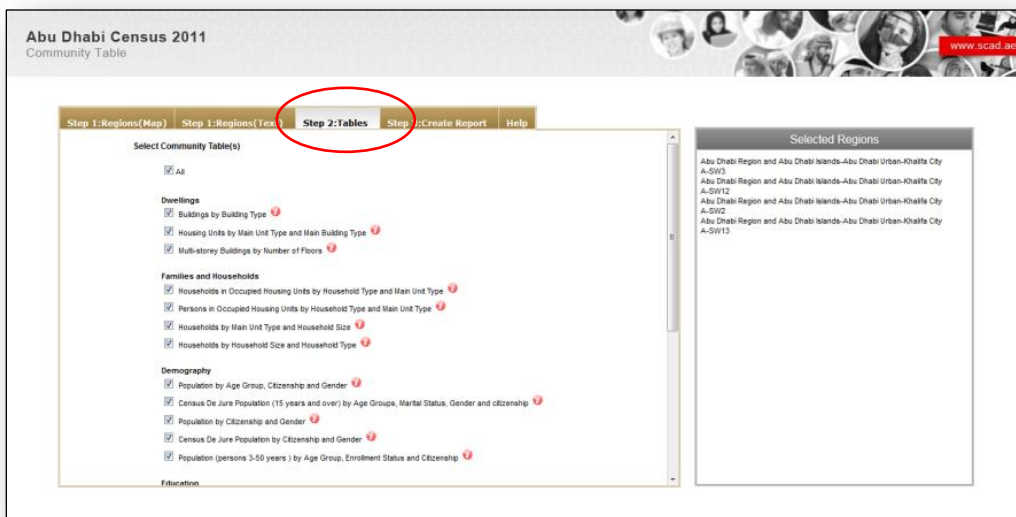 Abu Dhabi Census 2011
Community Table
www.scad.ae
Step 1:Regions(Map) Step 1:Regions(Text) Step 2:Tables Step 3:Create Report Help
Select Community Table(s)
All
Dwellings
Buildings by Building Type
Housing Units by Main Unit Type and Main Building Type
Multi-storey Buildings by Number of Floors
Families and Households
Households in Occupied Housing Units by Household Type and Main Unit Type
Persons in Occupied Housing Units by Household Type and Main Unit Type
Households by Main Unit Type and Household Size
Households by Household Size and Household Type
Demography
Population by Age Group, Citizenship and Gender
Census De Jure Population (15 years and over) by Age Groups, Marital Status, Gender and citizenship
Population by Citizenship and Gender
Census De Jure Population by Citizenship and Gender
Population (persons 3-50 years ) by Age Group, Enrollment Status and Citizenship
Education
Selected Regions
Abu Dhabi Region and Abu Dhabi Islands-Abu Dhabi Urban-Khalifa City
A-SW3
Abu Dhabi Region and Abu Dhabi Islands-Abu Dhabi Urban-Khalifa City
A-SW12
Abu Dhabi Region and Abu Dhabi Islands-Abu Dhabi Urban-Khalifa City
A-SW2
Abu Dhabi Region and Abu Dhabi Islands-Abu Dhabi Urban-Khalifa City
A-SW13